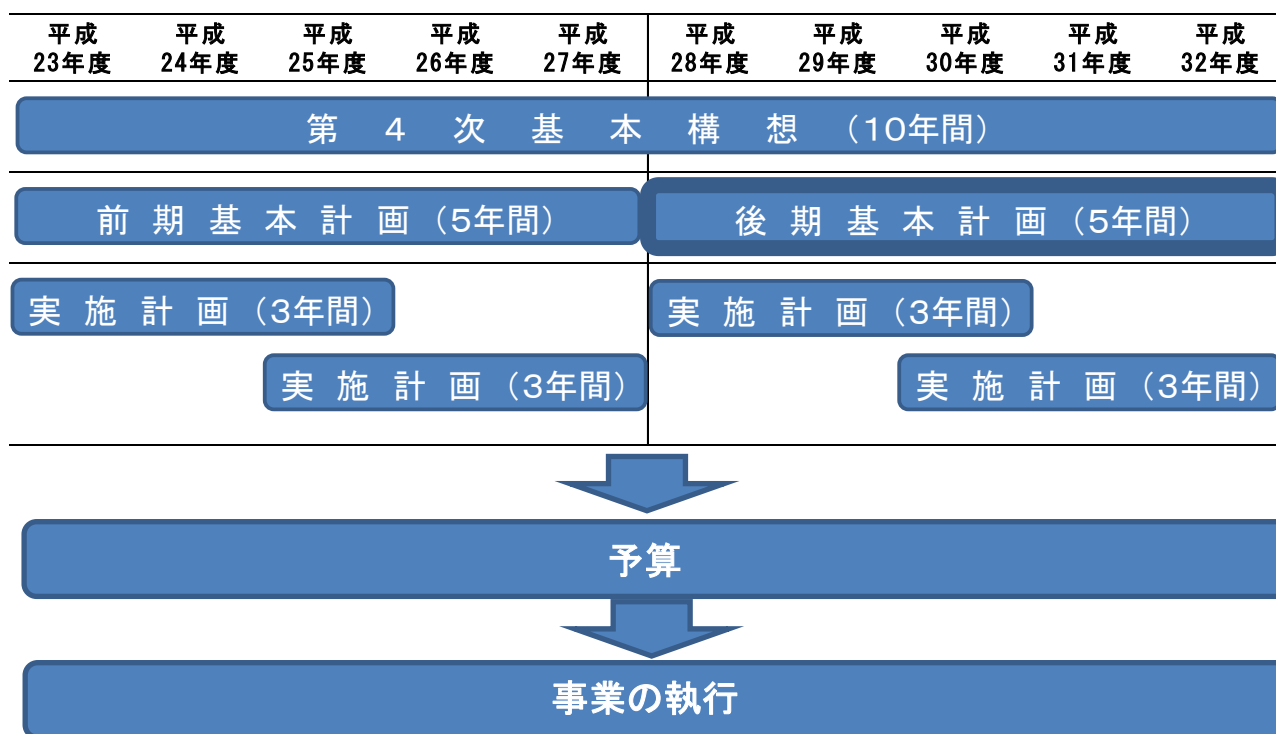 平成 平成 平成 平成 平成 平成 平成 平成 平成 平成
23年度 24年度 25年度 26年度 27年度 28年度 29年度 30年度 31年度 32年度
第 4 次 基 本 構 想 （10年間）
前 期 基 本 計 画（5年間） 後 期 基 本 計 画（5年間）
実 施 計 画（3年間） 実 施 計 画（3年間）
実 施 計 画（3年間） 実 施 計 画（3年間）
予算
事業の執行